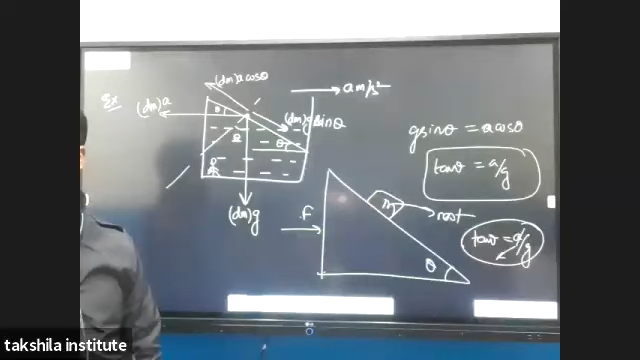 Ex
(dm)a cosθ
a m/s²
(dm)a
θ
(dm)g sinθ
θ
(dm)g
g sinθ = a cosθ
tanθ = a/g
F
m
rest
θ
tanθ = a/g
takshila institute